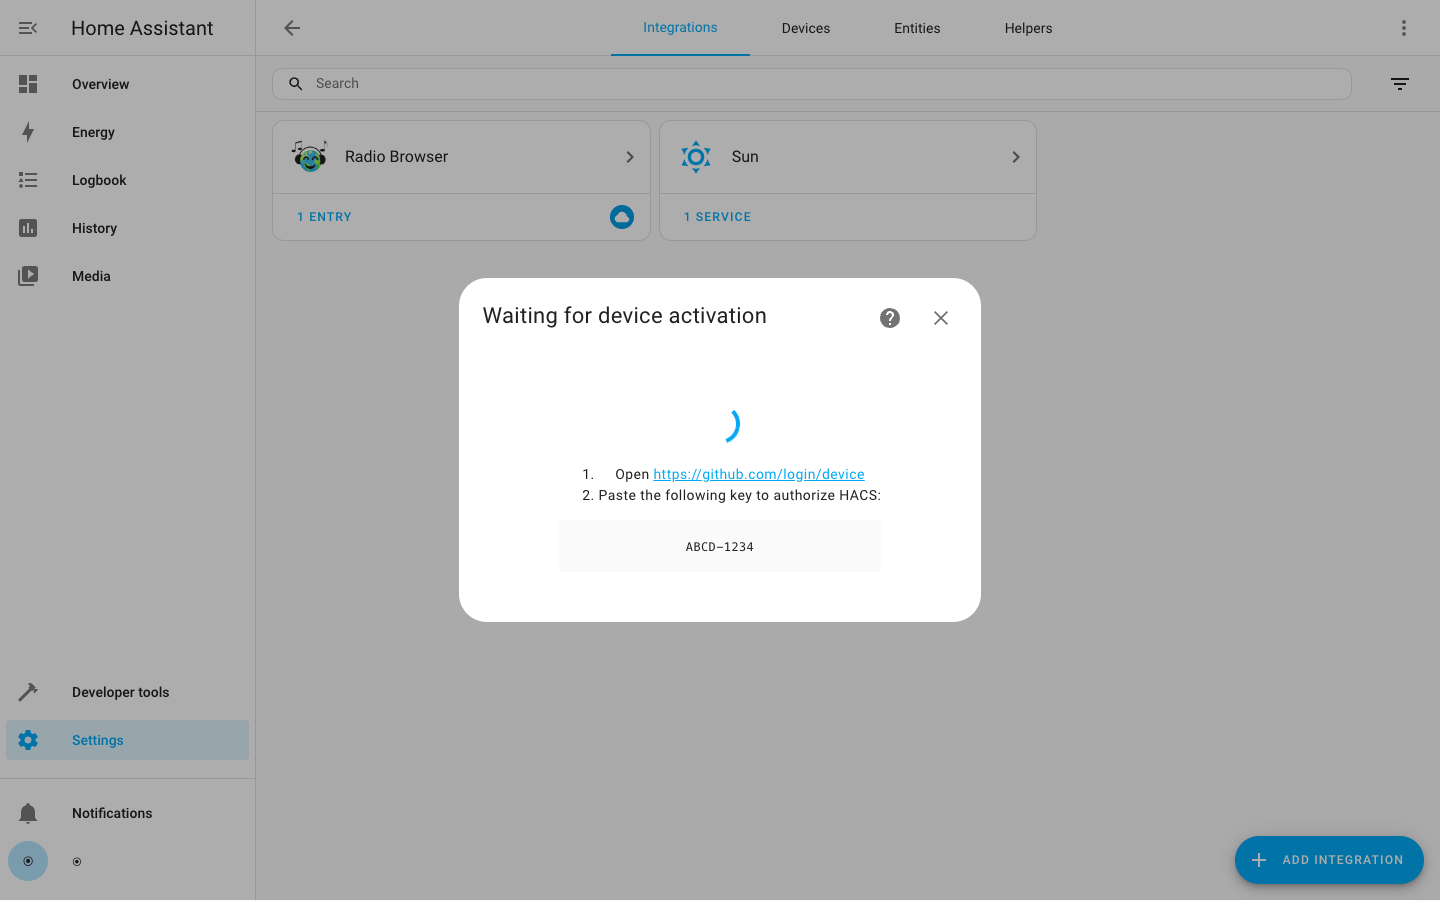 Home Assistant
Integrations
Devices
Entities
Helpers
Overview
Energy
Logbook
History
Media
Search
Radio Browser
1 ENTRY
Sun
1 SERVICE
Waiting for device activation
1. Open https://github.com/login/device
2. Paste the following key to authorize HACS:
ABCD-1234
Developer tools
Settings
Notifications
ADD INTEGRATION